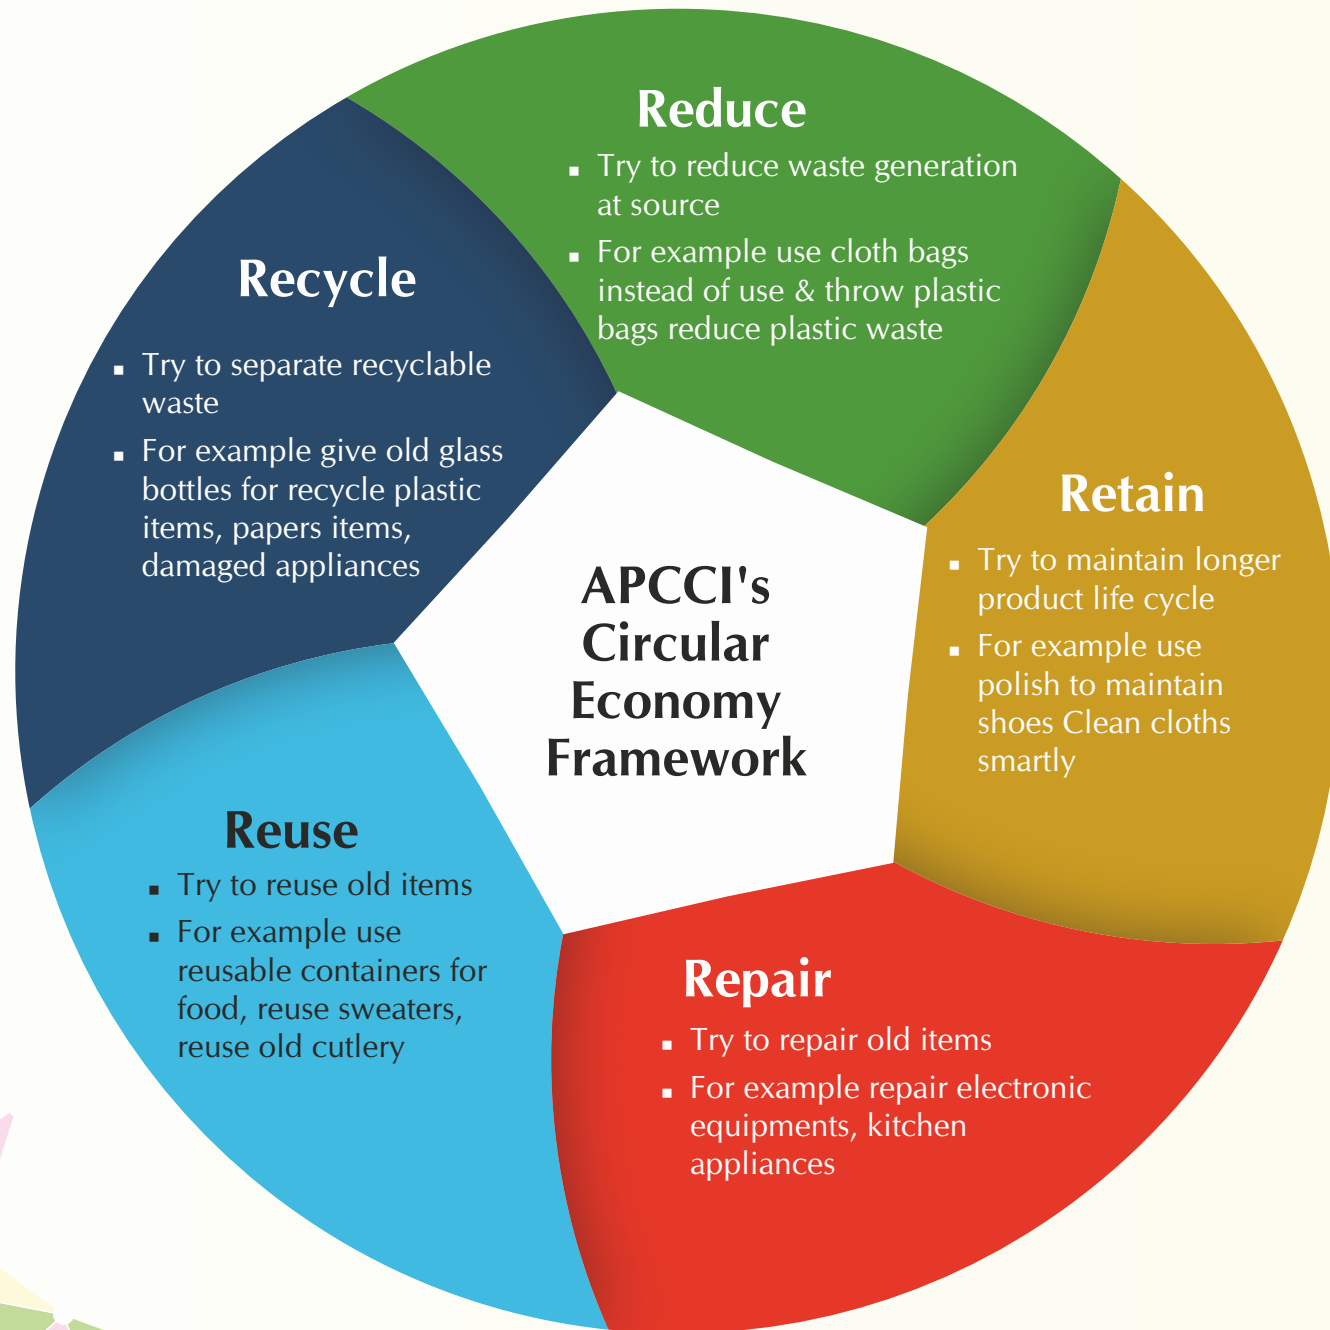 Reduce
▪ Try to reduce waste generation
at source
▪ For example use cloth bags
instead of use & throw plastic
bags reduce plastic waste
Retain
▪ Try to maintain longer
product life cycle
▪ For example use
polish to maintain
shoes Clean cloths
smartly
Repair
▪ Try to repair old items
▪ For example repair electronic
equipments, kitchen
appliances
Reuse
▪ Try to reuse old items
▪ For example use
reusable containers for
food, reuse sweaters,
reuse old cutlery
Recycle
▪ Try to separate recyclable
waste
▪ For example give old glass
bottles for recycle plastic
items, papers items,
damaged appliances
APCCI's
Circular
Economy
Framework